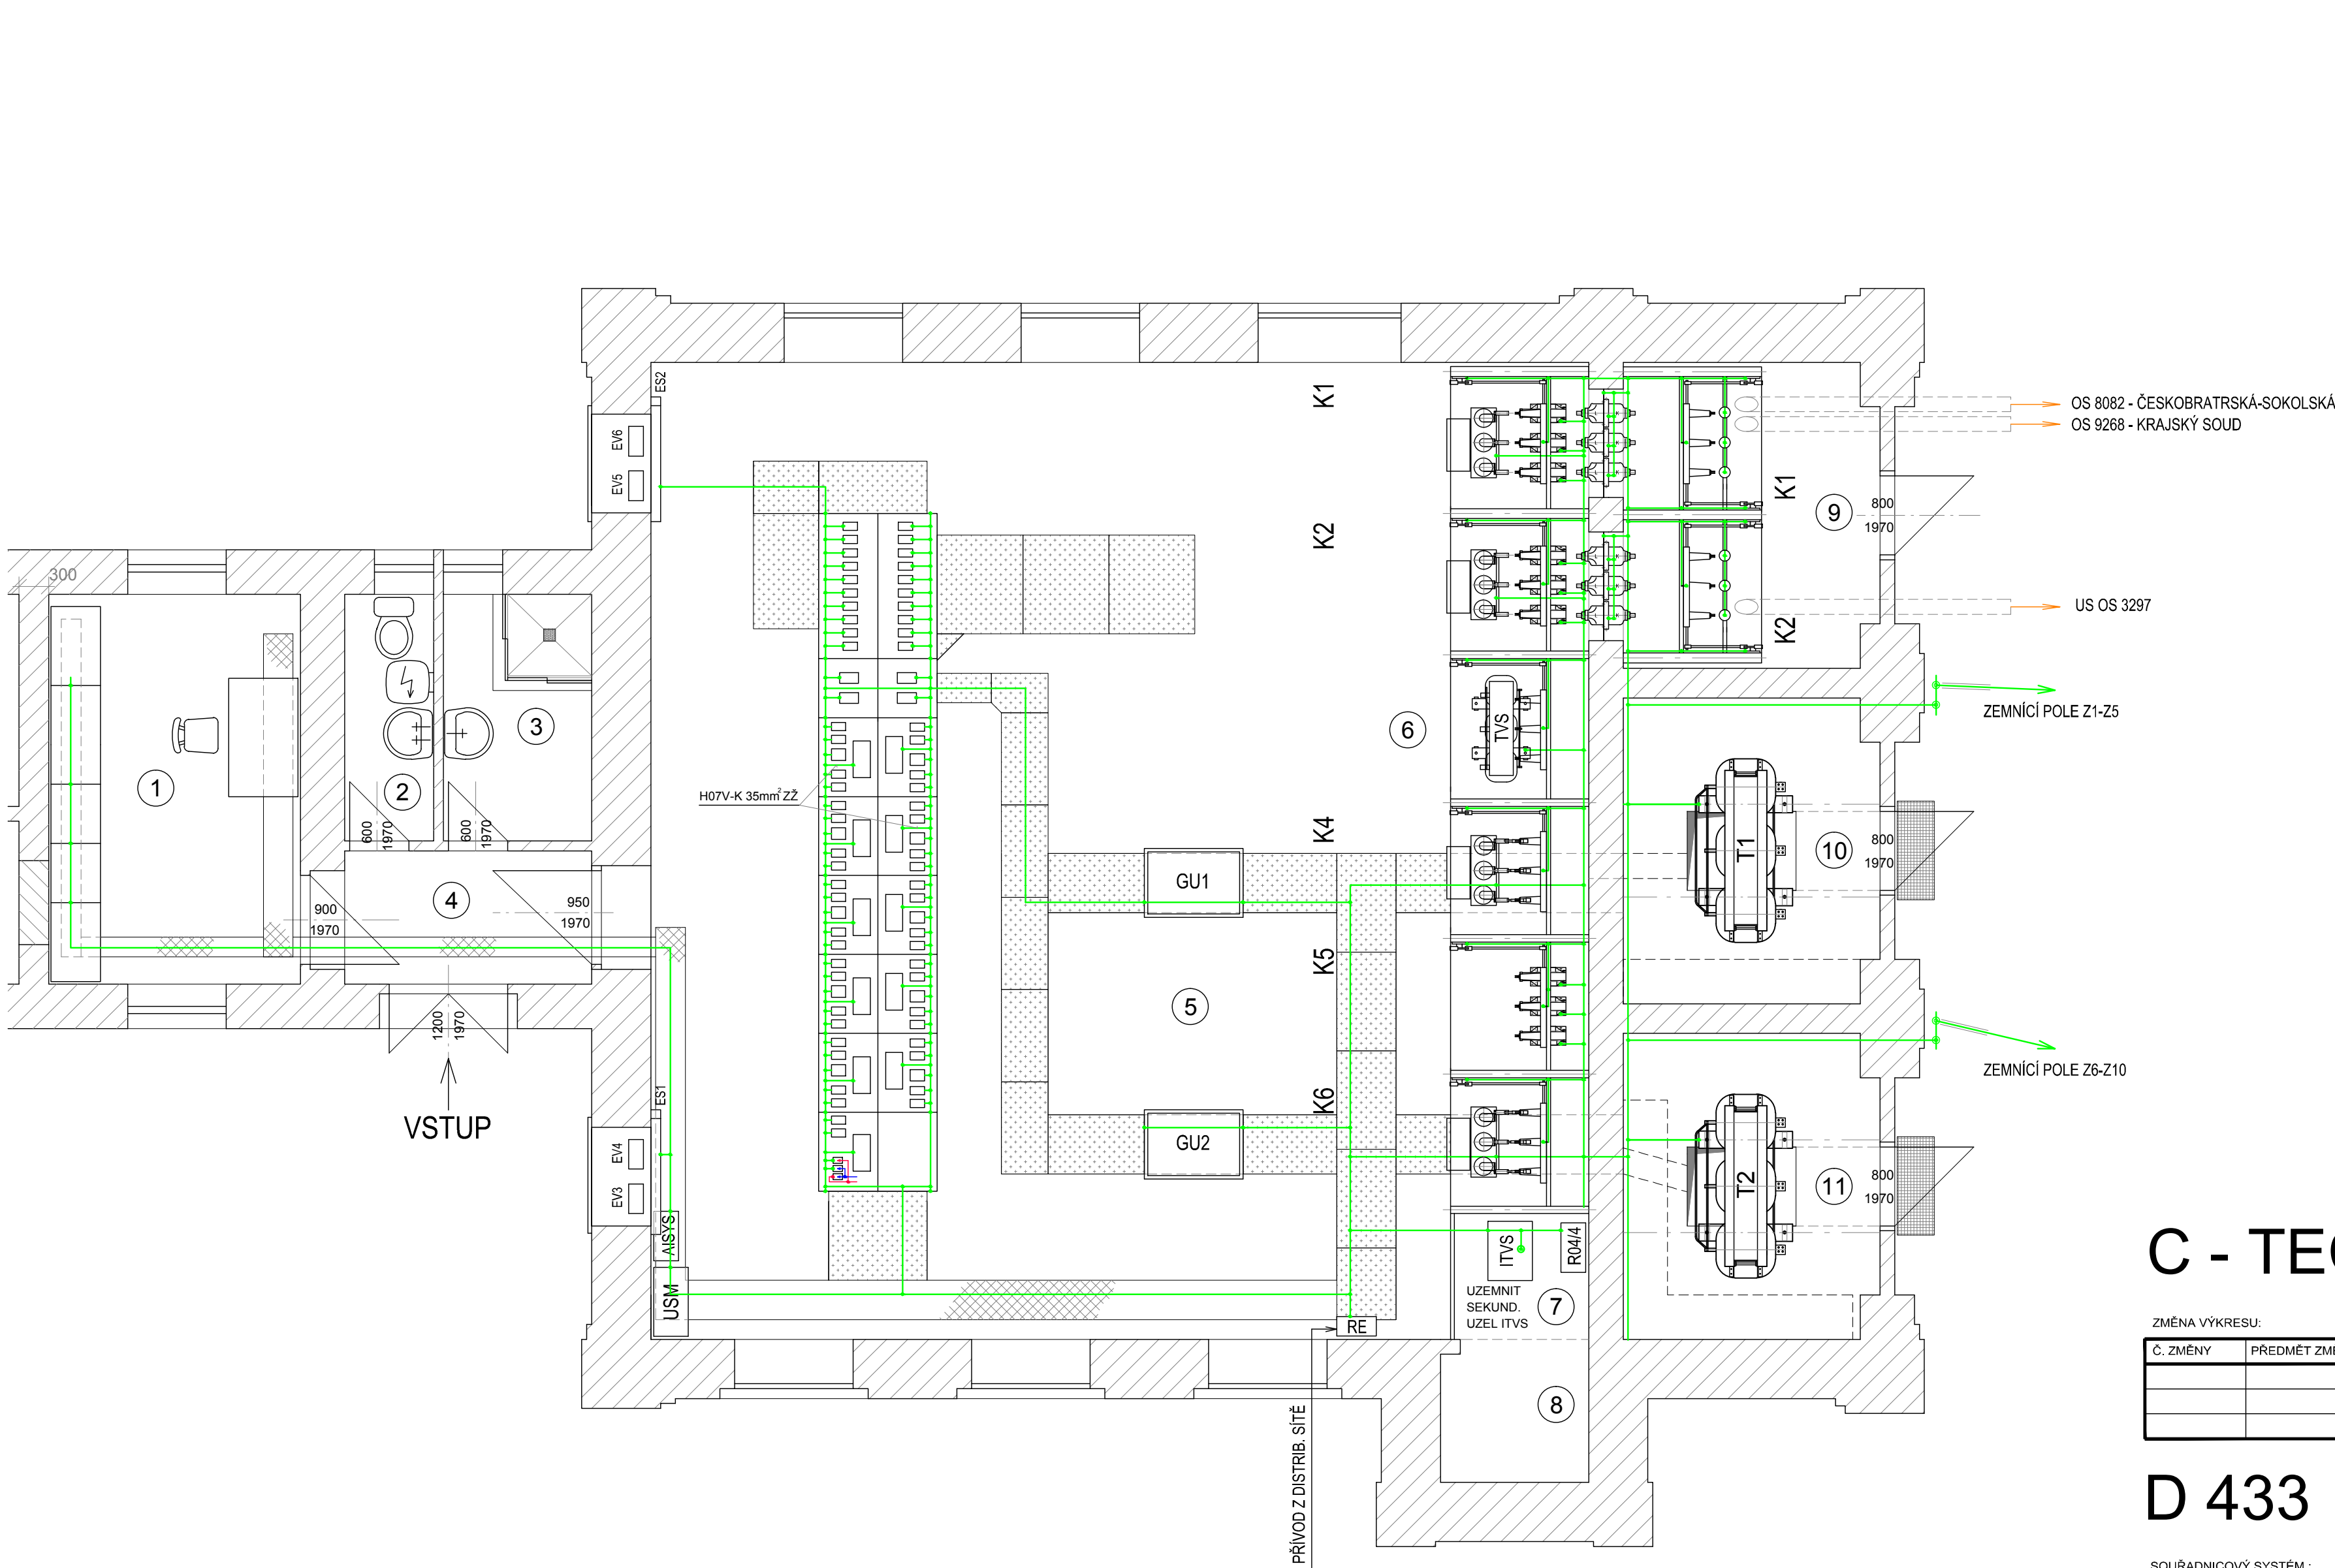 K1
ES2
OS 8082 - ČESKOBRATRSKÁ-SOKOLSKÁ
OS 9268 - KRAJSKÝ SOUD
EV6
EV5
K1
9
800
1970
K2
300
US OS 3297
K2
ZEMNÍCÍ POLE Z1-Z5
3
6
TVS
1
2
H07V-K 35mm² ZŽ
600
1970
600
1970
K4
T1
10
800
1970
GU1
4
900
1970
950
1970
K5
5
1200
1970
ZEMNÍCÍ POLE Z6-Z10
ES1
K6
VSTUP
GU2
EV4
EV3
T2
11
800
1970
AISYS
USM
ITVS
R04/4
UZEMNIT
SEKUND.
UZEL ITVS
7
RE
8
PŘÍVOD Z DISTRIB. SÍTĚ
C - TE
ZMĚNA VÝKRESU:
Č. ZMĚNY
PŘEDMĚT ZM
D 433
SOUŘADNICOVÝ SYSTÉM :